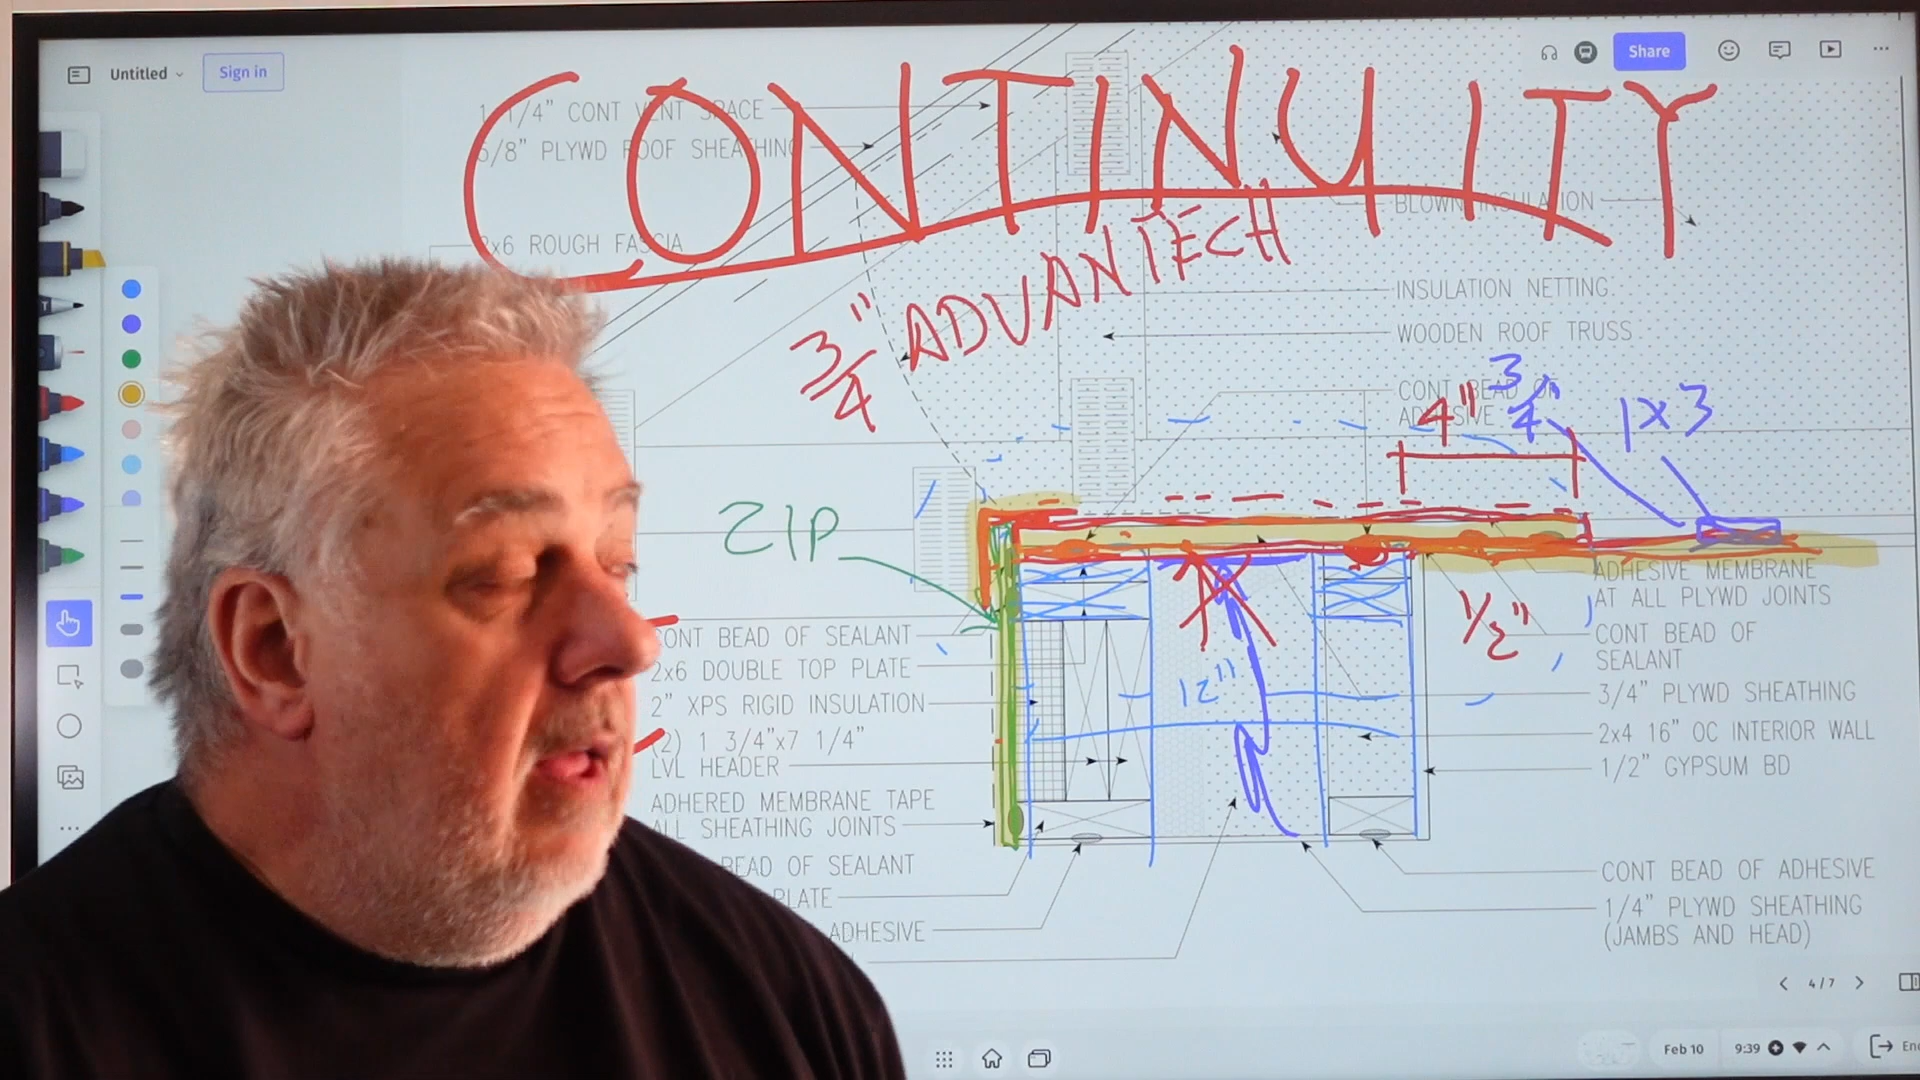 Untitled
Sign in
Share
CONTINUITY
1 1/4" CONT VENT SPACE
5/8" PLYWD ROOF SHEATHING
BLOWN INSULATION
2x6 ROUGH FASCIA
3/4" ADVANTECH
INSULATION NETTING
WOODEN ROOF TRUSS
CONT BEAD OF
ADHESIVE
4"
3/4"
1x3
ZIP
ADHESIVE MEMBRANE
AT ALL PLYWD JOINTS
1/2"
CONT BEAD OF
SEALANT
CONT BEAD OF SEALANT
2x6 DOUBLE TOP PLATE
2" XPS RIGID INSULATION
12"
3/4" PLYWD SHEATHING
(2) 1 3/4"x7 1/4"
LVL HEADER
2x4 16" OC INTERIOR WALL
1/2" GYPSUM BD
ADHERED MEMBRANE TAPE
ALL SHEATHING JOINTS
BEAD OF SEALANT
PLATE
ADHESIVE
CONT BEAD OF ADHESIVE
1/4" PLYWD SHEATHING
(JAMBS AND HEAD)
4/7
Feb 10
9:39